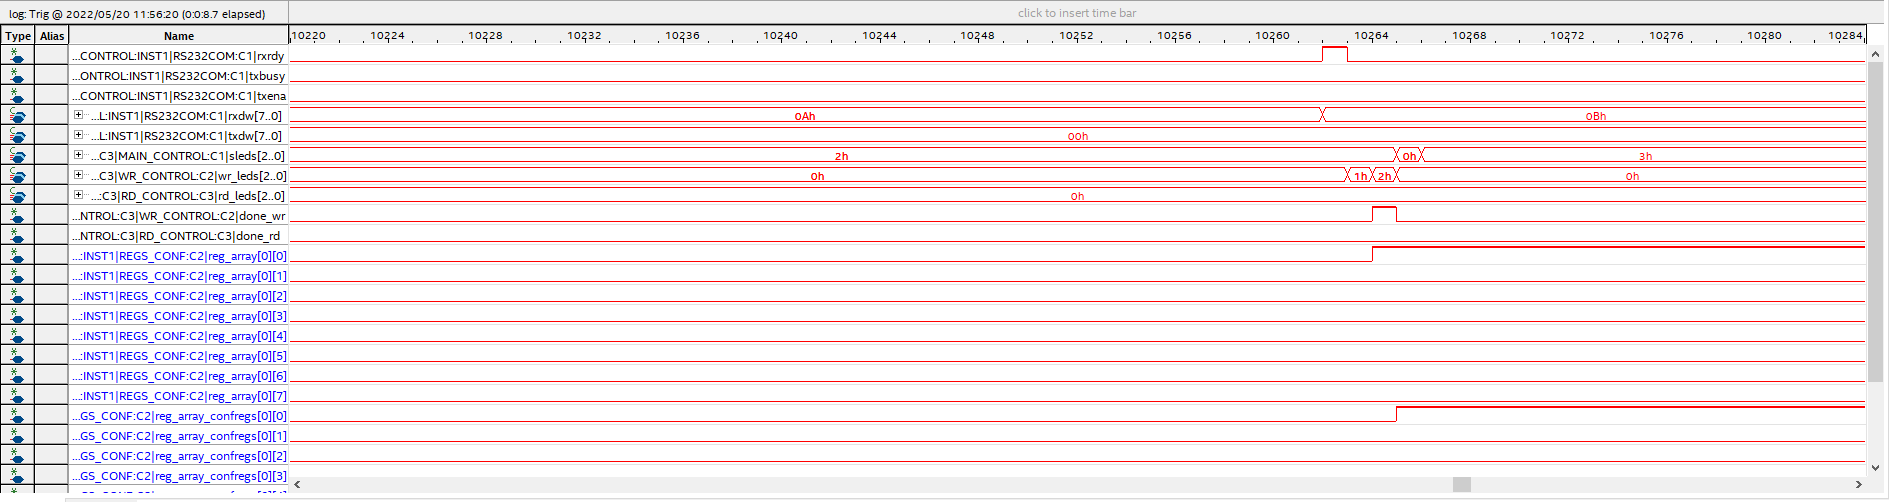 log: Trig @ 2022/05/20 11:56:20 (0:0:8.7 elapsed) click to insert time bar
Type Alias Name 10220 10224 10228 10232 10236 10240 10244 10248 10252 10256 10260 10264 10268 10272 10276 10280 10284
...CONTROL:INST1|RS232COM:C1|rxrdy
...ONTROL:INST1|RS232COM:C1|txbusy
...CONTROL:INST1|RS232COM:C1|txena
...L:INST1|RS232COM:C1|rxdw[7..0] 0Ah 0Bh
...L:INST1|RS232COM:C1|txdw[7..0] 00h
...C3|MAIN_CONTROL:C1|sleds[2..0] 2h 0h 3h
...C3|WR_CONTROL:C2|wr_leds[2..0] 0h 1h 2h 0h
...:C3|RD_CONTROL:C3|rd_leds[2..0] 0h
...NTROL:C3|WR_CONTROL:C2|done_wr
...NTROL:C3|RD_CONTROL:C3|done_rd
...:INST1|REGS_CONF:C2|reg_array[0][0]
...:INST1|REGS_CONF:C2|reg_array[0][1]
...:INST1|REGS_CONF:C2|reg_array[0][2]
...:INST1|REGS_CONF:C2|reg_array[0][3]
...:INST1|REGS_CONF:C2|reg_array[0][4]
...:INST1|REGS_CONF:C2|reg_array[0][5]
...:INST1|REGS_CONF:C2|reg_array[0][6]
...:INST1|REGS_CONF:C2|reg_array[0][7]
...GS_CONF:C2|reg_array_confregs[0][0]
...GS_CONF:C2|reg_array_confregs[0][1]
...GS_CONF:C2|reg_array_confregs[0][2]
...GS_CONF:C2|reg_array_confregs[0][3]